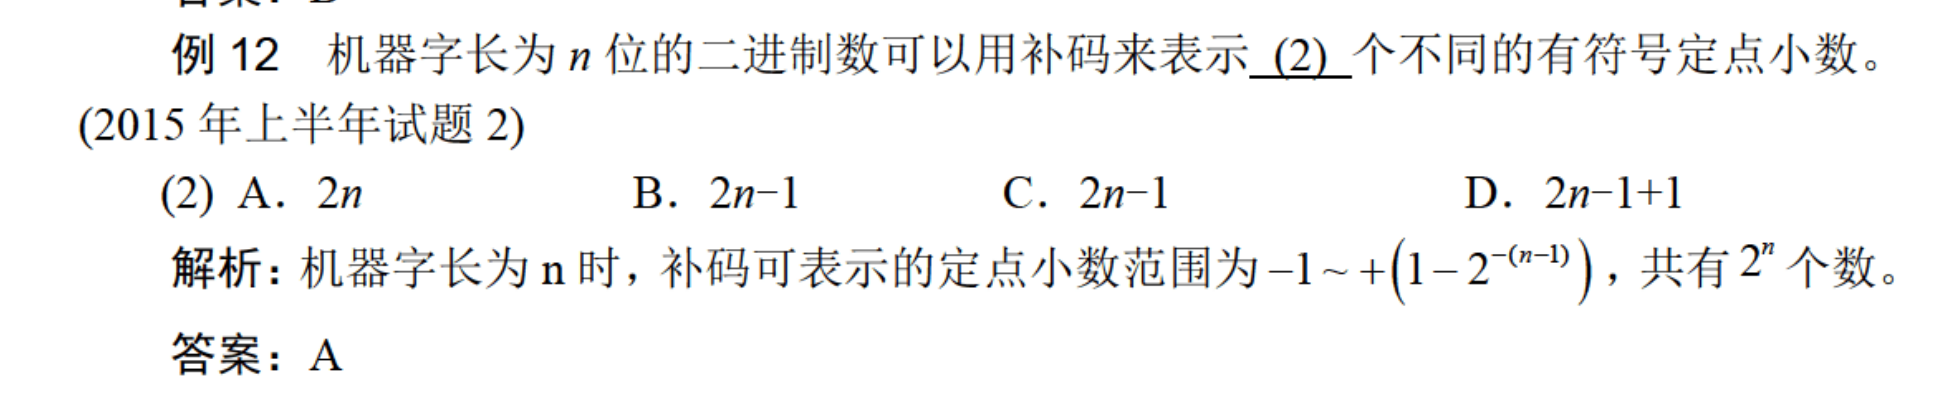 答案：D
例 12 机器字长为 n 位的二进制数可以用补码来表示 (2) 个不同的有符号定点小数。
(2015 年上半年试题 2)
(2) A. 2n B. 2n−1 C. 2n−1 D. 2n−1+1
解析：机器字长为 n 时，补码可表示的定点小数范围为 −1 ~ +(1−2^{-(n-1)})，共有 2^n 个数。
答案：A